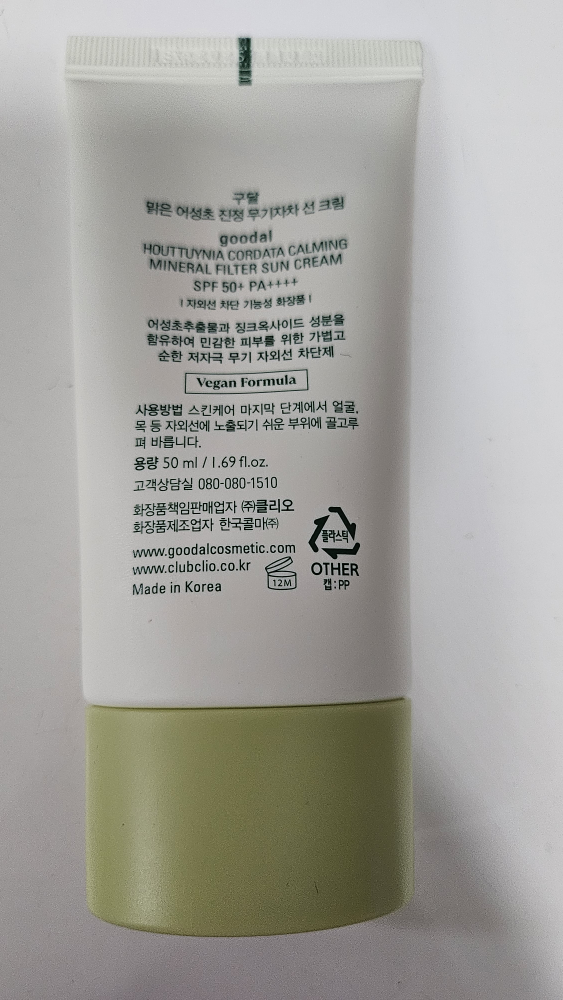 구달
맑은 어성초 진정 무기자차 선 크림
goodal
HOUTTUYNIA CORDATA CALMING
MINERAL FILTER SUN CREAM
SPF 50+ PA++++
| 자외선 차단 기능성 화장품 |
어성초추출물과 징크옥사이드 성분을
함유하여 민감한 피부를 위한 가볍고
순한 저자극 무기 자외선 차단제
Vegan Formula
사용방법 스킨케어 마지막 단계에서 얼굴,
목 등 자외선에 노출되기 쉬운 부위에 골고루
펴 바릅니다.
용량 50 ml / 1.69 fl.oz.
고객상담실 080-080-1510
화장품책임판매업자 ㈜클리오
화장품제조업자 한국콜마㈜
www.goodalcosmetic.com
www.clubclio.co.kr
Made in Korea
12M
플라스틱
OTHER
캡:PP